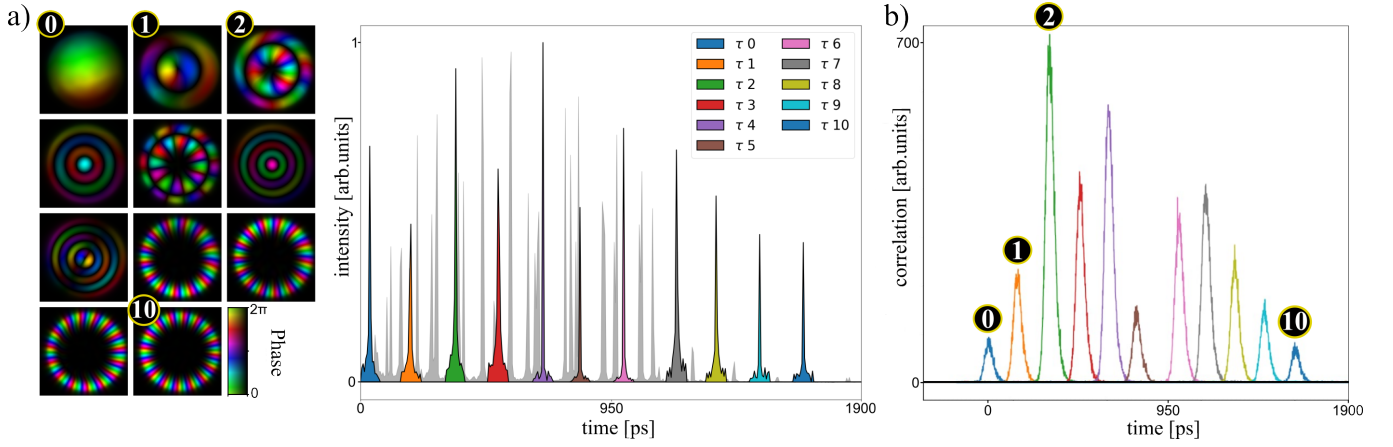 a)
0
1
2
10
2π
0
Phase
intensity [arb.units]
1
0
0
950
1900
time [ps]
τ 0
τ 1
τ 2
τ 3
τ 4
τ 5
τ 6
τ 7
τ 8
τ 9
τ 10
b)
correlation [arb.units]
700
0
0
1
2
10
0
950
1900
time [ps]